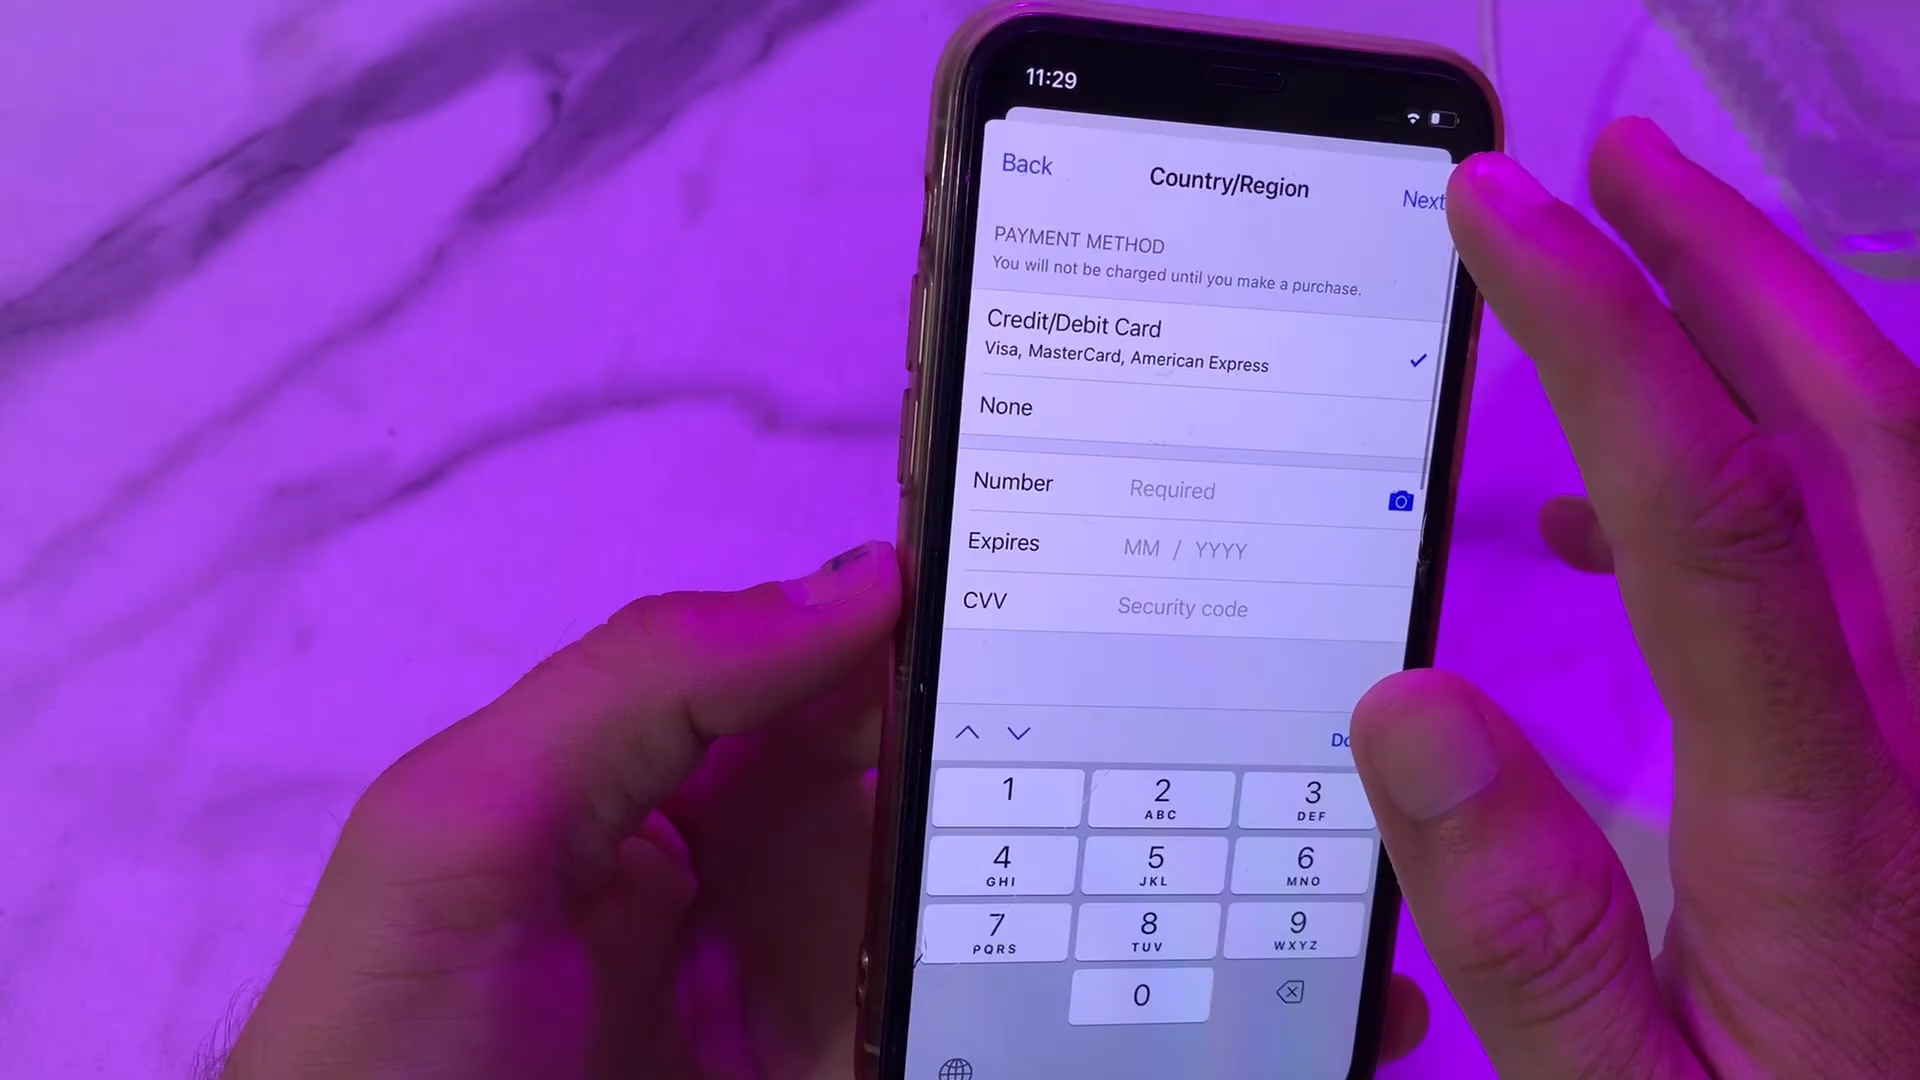 11:29
Back
Country/Region
Next
PAYMENT METHOD
You will not be charged until you make a purchase.
Credit/Debit Card
Visa, MasterCard, American Express
None
Number Required
Expires MM / YYYY
CVV Security code
Do
1 2 3
ABC DEF
4 5 6
GHI JKL MNO
7 8 9
PQRS TUV WXYZ
0